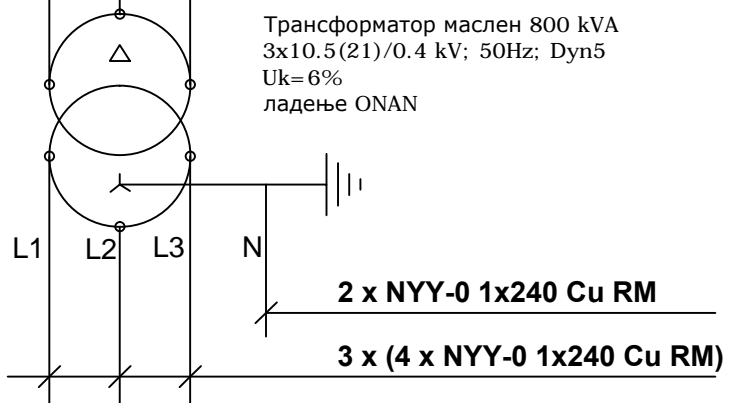 Трансформатор маслен 800 kVA
3x10.5(21)/0.4 kV; 50Hz; Dyn5
Uk=6%
ладење ONAN
L1 L2 L3 N
2 x NYY-0 1x240 Cu RM
3 x (4 x NYY-0 1x240 Cu RM)